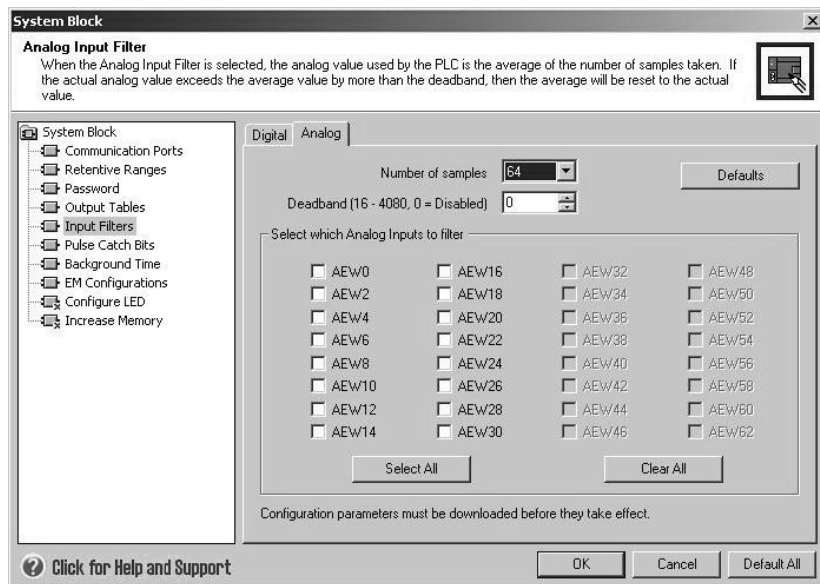 System Block
Analog Input Filter
When the Analog Input Filter is selected, the analog value used by the PLC is the average of the number of samples taken. If
the actual analog value exceeds the average value by more than the deadband, then the average will be reset to the actual
value.
System Block
Communication Ports
Retentive Ranges
Password
Output Tables
Input Filters
Pulse Catch Bits
Background Time
EM Configurations
Configure LED
Increase Memory
Digital Analog
Number of samples 64 Defaults
Deadband (16 - 4080, 0 = Disabled) 0
Select which Analog Inputs to filter
AEW0 AEW16 AEW32 AEW48
AEW2 AEW18 AEW34 AEW50
AEW4 AEW20 AEW36 AEW52
AEW6 AEW22 AEW38 AEW54
AEW8 AEW24 AEW40 AEW56
AEW10 AEW26 AEW42 AEW58
AEW12 AEW28 AEW44 AEW60
AEW14 AEW30 AEW46 AEW62
Select All Clear All
Configuration parameters must be downloaded before they take effect.
Click for Help and Support OK Cancel Default All